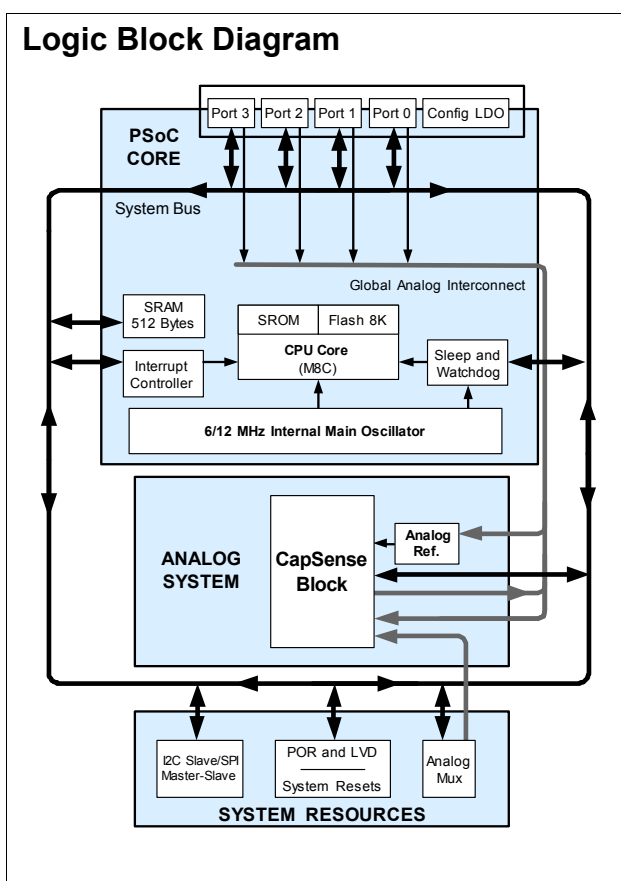 Logic Block Diagram
Port 3
Port 2
Port 1
Port 0
Config LDO
PSoC
CORE
System Bus
Global Analog Interconnect
SRAM
512 Bytes
SROM
Flash 8K
CPU Core
(M8C)
Interrupt
Controller
Sleep and
Watchdog
6/12 MHz Internal Main Oscillator
ANALOG
SYSTEM
CapSense
Block
Analog
Ref.
I2C Slave/SPI
Master-Slave
POR and LVD
System Resets
Analog
Mux
SYSTEM RESOURCES